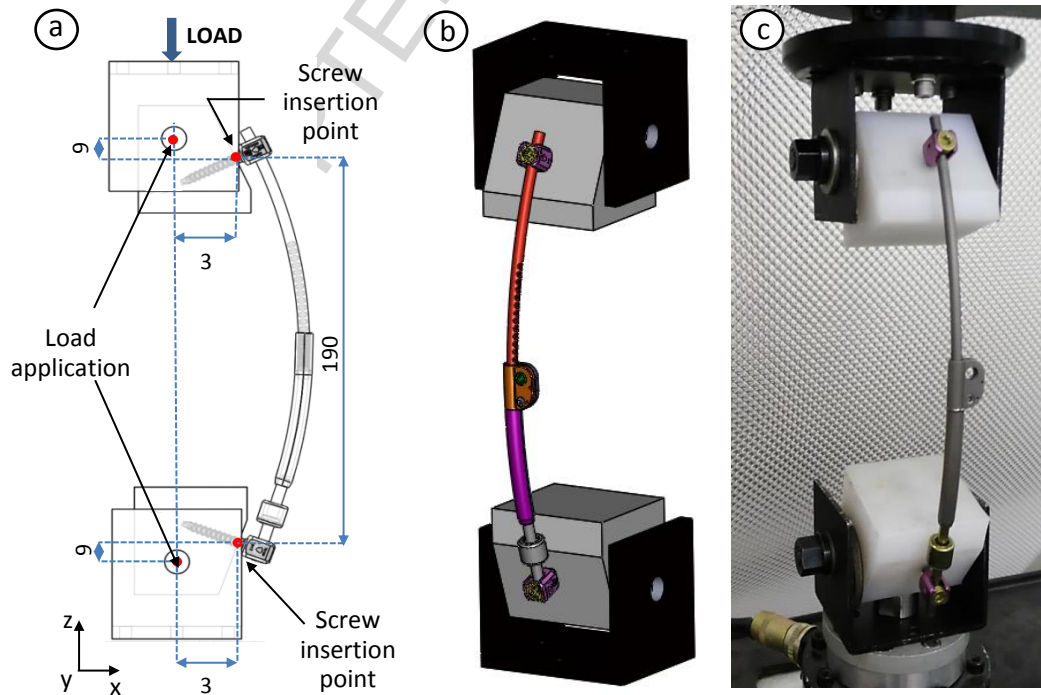 a
LOAD
Screw
insertion
point
9
3
Load
application
190
9
Screw
insertion
point
z
y
x
3
b
c